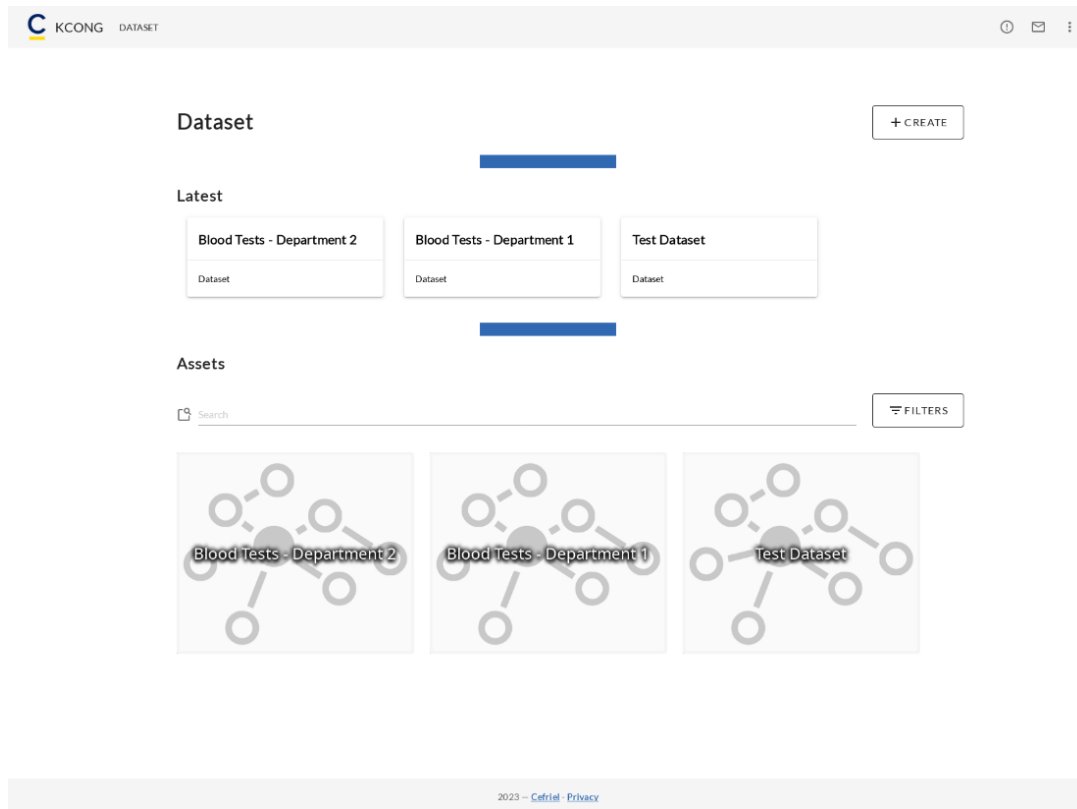 C KCONG DATASET
Dataset
+ CREATE
Latest
Blood Tests - Department 2
Dataset
Blood Tests - Department 1
Dataset
Test Dataset
Dataset
Assets
Search
FILTERS
Blood Tests - Department 2
Blood Tests - Department 1
Test Dataset
2023 — Cefriel - Privacy